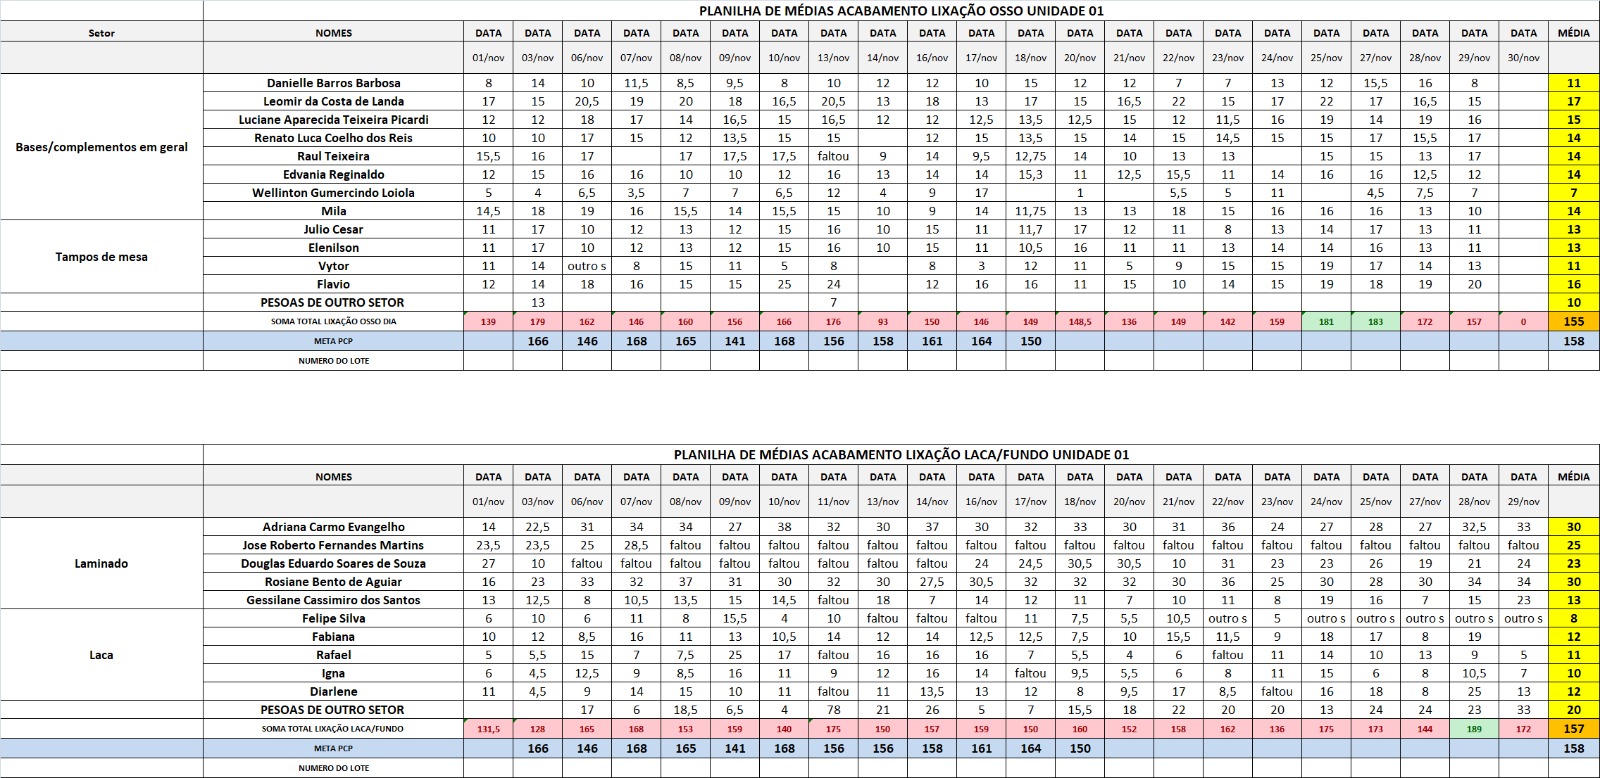 PLANILHA DE MÉDIAS ACABAMENTO LIXAÇÃO OSSO UNIDADE 01
Setor NOMES DATA DATA DATA DATA DATA DATA DATA DATA DATA DATA DATA DATA DATA DATA DATA DATA DATA DATA DATA DATA DATA DATA MÉDIA
01/nov 03/nov 06/nov 07/nov 08/nov 09/nov 10/nov 13/nov 14/nov 16/nov 17/nov 18/nov 20/nov 21/nov 22/nov 23/nov 24/nov 25/nov 27/nov 28/nov 29/nov 30/nov
Danielle Barros Barbosa 8 14 10 11,5 8,5 9,5 8 10 12 12 10 15 12 12 7 7 13 12 15,5 16 8 11
Leomir da Costa de Landa 17 15 20,5 19 20 18 16,5 20,5 13 18 13 17 15 16,5 22 15 17 22 17 16,5 15 17
Luciane Aparecida Teixeira Picardi 12 12 18 17 14 16,5 15 16,5 12 12 12,5 13,5 12,5 15 12 11,5 16 19 14 19 16 15
Bases/complementos em geral Renato Luca Coelho dos Reis 10 10 17 15 12 13,5 15 15 12 15 13,5 15 14 15 14,5 15 15 17 15,5 17 14
Raul Teixeira 15,5 16 17 17 17,5 17,5 faltou 9 14 9,5 12,75 14 10 13 13 15 15 13 17 14
Edvania Reginaldo 12 15 16 16 10 10 12 16 13 14 14 15,3 11 12,5 15,5 11 14 16 16 12,5 12 14
Wellinton Gumercindo Loiola 5 4 6,5 3,5 7 7 6,5 12 4 9 17 1 5,5 5 11 4,5 7,5 7 7
Mila 14,5 18 19 16 15,5 14 15,5 15 10 9 14 11,75 13 13 18 15 16 16 16 13 10 14
Julio Cesar 11 17 10 12 13 12 15 16 10 15 11 11,7 17 12 11 8 13 14 17 13 11 13
Elenilson 11 17 10 12 13 12 15 16 10 15 11 10,5 16 11 11 13 14 14 16 13 11 13
Tampos de mesa Vytor 11 14 outro s 8 15 11 5 8 8 3 12 11 5 9 15 15 19 17 14 13 11
Flavio 12 14 18 16 15 15 25 24 12 16 16 11 15 10 14 15 19 18 19 20 16
PESOAS DE OUTRO SETOR 13 7 10
SOMA TOTAL LIXAÇÃO OSSO DIA 139 179 162 146 160 156 166 176 93 150 146 149 148,5 136 149 142 159 181 183 172 157 0 155
META PCP 166 146 168 165 141 168 156 158 161 164 150 158
NUMERO DO LOTE
PLANILHA DE MÉDIAS ACABAMENTO LIXAÇÃO LACA/FUNDO UNIDADE 01
NOMES DATA DATA DATA DATA DATA DATA DATA DATA DATA DATA DATA DATA DATA DATA DATA DATA DATA DATA DATA DATA DATA DATA MÉDIA
01/nov 03/nov 06/nov 07/nov 08/nov 09/nov 10/nov 11/nov 13/nov 14/nov 16/nov 17/nov 18/nov 20/nov 21/nov 22/nov 23/nov 24/nov 25/nov 27/nov 28/nov 29/nov
Adriana Carmo Evangelho 14 22,5 31 34 34 27 38 32 30 37 30 32 33 30 31 36 24 27 28 27 32,5 33 30
Jose Roberto Fernandes Martins 23,5 23,5 25 28,5 faltou faltou faltou faltou faltou faltou faltou faltou faltou faltou faltou faltou faltou faltou faltou faltou faltou faltou 25
Laminado Douglas Eduardo Soares de Souza 27 10 faltou faltou faltou faltou faltou faltou faltou faltou 24 24,5 30,5 30,5 10 31 23 23 26 19 21 24 23
Rosiane Bento de Aguiar 16 23 33 32 37 31 30 32 30 27,5 30,5 32 32 32 30 36 25 30 28 30 34 34 30
Gessilane Cassimiro dos Santos 13 12,5 8 10,5 13,5 15 14,5 faltou 18 7 14 12 11 7 10 11 8 19 16 7 15 23 13
Felipe Silva 6 10 6 11 8 15,5 4 10 faltou faltou faltou 11 7,5 5,5 10,5 outro s 5 outro s outro s outro s outro s outro s 8
Fabiana 10 12 8,5 16 11 13 10,5 14 12 14 12,5 12,5 7,5 10 15,5 11,5 9 18 17 8 19 12
Laca Rafael 5 5,5 15 7 7,5 25 17 faltou 16 16 16 7 5,5 4 6 faltou 11 14 10 13 9 5 11
Igna 6 4,5 12,5 9 8,5 16 11 9 12 16 14 faltou 9,5 5,5 6 8 11 15 6 8 10,5 7 10
Diarlene 11 4,5 9 14 15 10 11 faltou 11 13,5 13 12 8 9,5 17 8,5 faltou 16 18 8 25 13 12
PESOAS DE OUTRO SETOR 17 6 18,5 6,5 4 78 21 26 5 7 15,5 18 22 20 20 13 24 24 23 33 20
SOMA TOTAL LIXAÇÃO LACA/FUNDO 131,5 128 165 168 153 159 140 175 150 157 159 150 160 152 158 162 136 175 173 144 189 172 157
META PCP 166 146 168 165 141 168 156 156 158 161 164 150 158
NUMERO DO LOTE